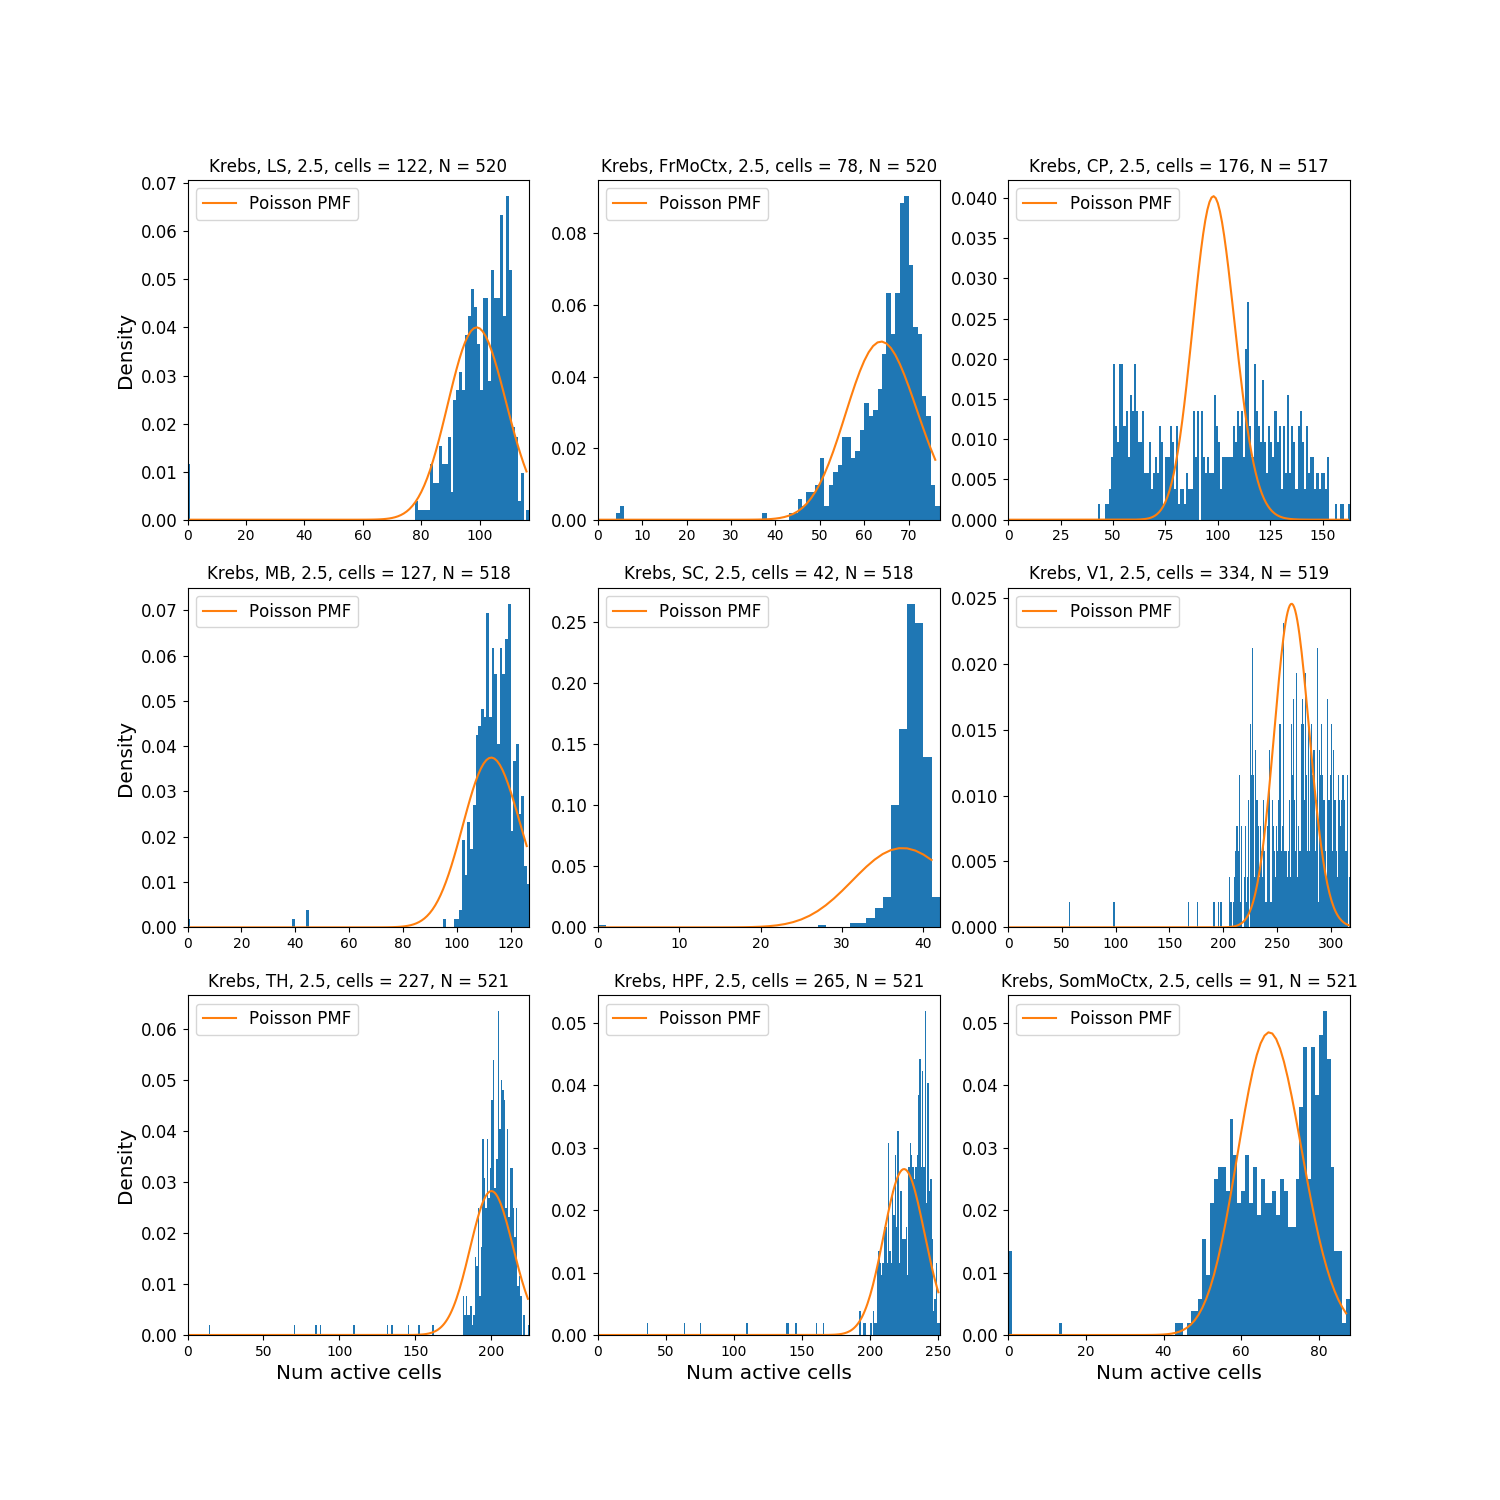 Krebs, LS, 2.5, cells = 122, N = 520
Krebs, FrMoCtx, 2.5, cells = 78, N = 520
Krebs, CP, 2.5, cells = 176, N = 517
Poisson PMF
Poisson PMF
Poisson PMF
Density
0.07
0.06
0.05
0.04
0.03
0.02
0.01
0.00
0 20 40 60 80 100
0.08
0.06
0.04
0.02
0.00
0 10 20 30 40 50 60 70
0.040
0.035
0.030
0.025
0.020
0.015
0.010
0.005
0.000
0 25 50 75 100 125 150
Krebs, MB, 2.5, cells = 127, N = 518
Krebs, SC, 2.5, cells = 42, N = 518
Krebs, V1, 2.5, cells = 334, N = 519
Poisson PMF
Poisson PMF
Poisson PMF
Density
0.07
0.06
0.05
0.04
0.03
0.02
0.01
0.00
0 20 40 60 80 100 120
0.25
0.20
0.15
0.10
0.05
0.00
0 10 20 30 40
0.025
0.020
0.015
0.010
0.005
0.000
0 50 100 150 200 250 300
Krebs, TH, 2.5, cells = 227, N = 521
Krebs, HPF, 2.5, cells = 265, N = 521
Krebs, SomMoCtx, 2.5, cells = 91, N = 521
Poisson PMF
Poisson PMF
Poisson PMF
Density
0.06
0.05
0.04
0.03
0.02
0.01
0.00
0 50 100 150 200
0.05
0.04
0.03
0.02
0.01
0.00
0 50 100 150 200 250
0.05
0.04
0.03
0.02
0.01
0.00
0 20 40 60 80
Num active cells
Num active cells
Num active cells